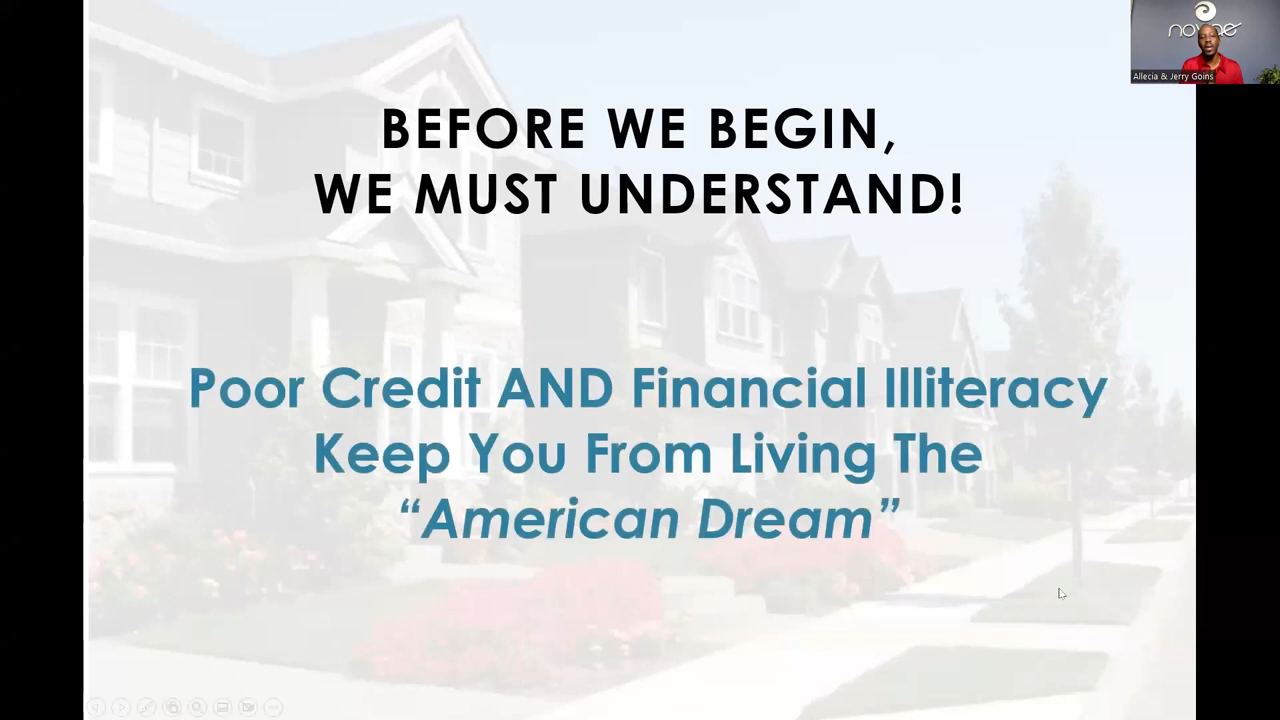 BEFORE WE BEGIN,
WE MUST UNDERSTAND!
Poor Credit AND Financial Illiteracy
Keep You From Living The
“American Dream”
novae
Allecia & Jerry Goins